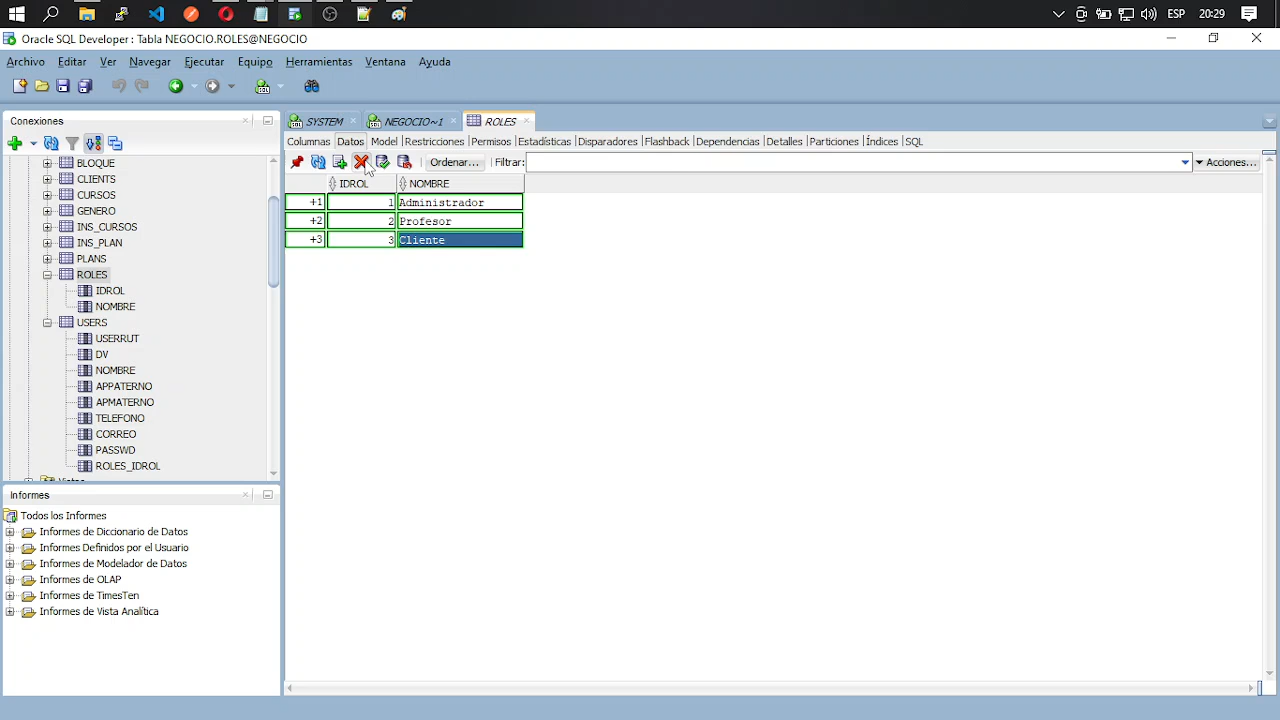 ESP
20:29
Oracle SQL Developer : Tabla NEGOCIO.ROLES@NEGOCIO
Archivo Editar Ver Navegar Ejecutar Equipo Herramientas Ventana Ayuda
Conexiones
BLOQUE
CLIENTS
CURSOS
GENERO
INS_CURSOS
INS_PLAN
PLANS
ROLES
IDROL
NOMBRE
USERS
USERRUT
DV
NOMBRE
APPATERNO
APMATERNO
TELEFONO
CORREO
PASSWD
ROLES_IDROL
Informes
Todos los Informes
Informes de Diccionario de Datos
Informes Definidos por el Usuario
Informes de Modelador de Datos
Informes de OLAP
Informes de TimesTen
Informes de Vista Analítica
SYSTEM NEGOCIO~1 ROLES
Columnas Datos Model Restricciones Permisos Estadísticas Disparadores Flashback Dependencias Detalles Particiones Índices SQL
Ordenar... Filtrar: Acciones...
IDROL NOMBRE
+1 1 Administrador
+2 2 Profesor
+3 3 Cliente